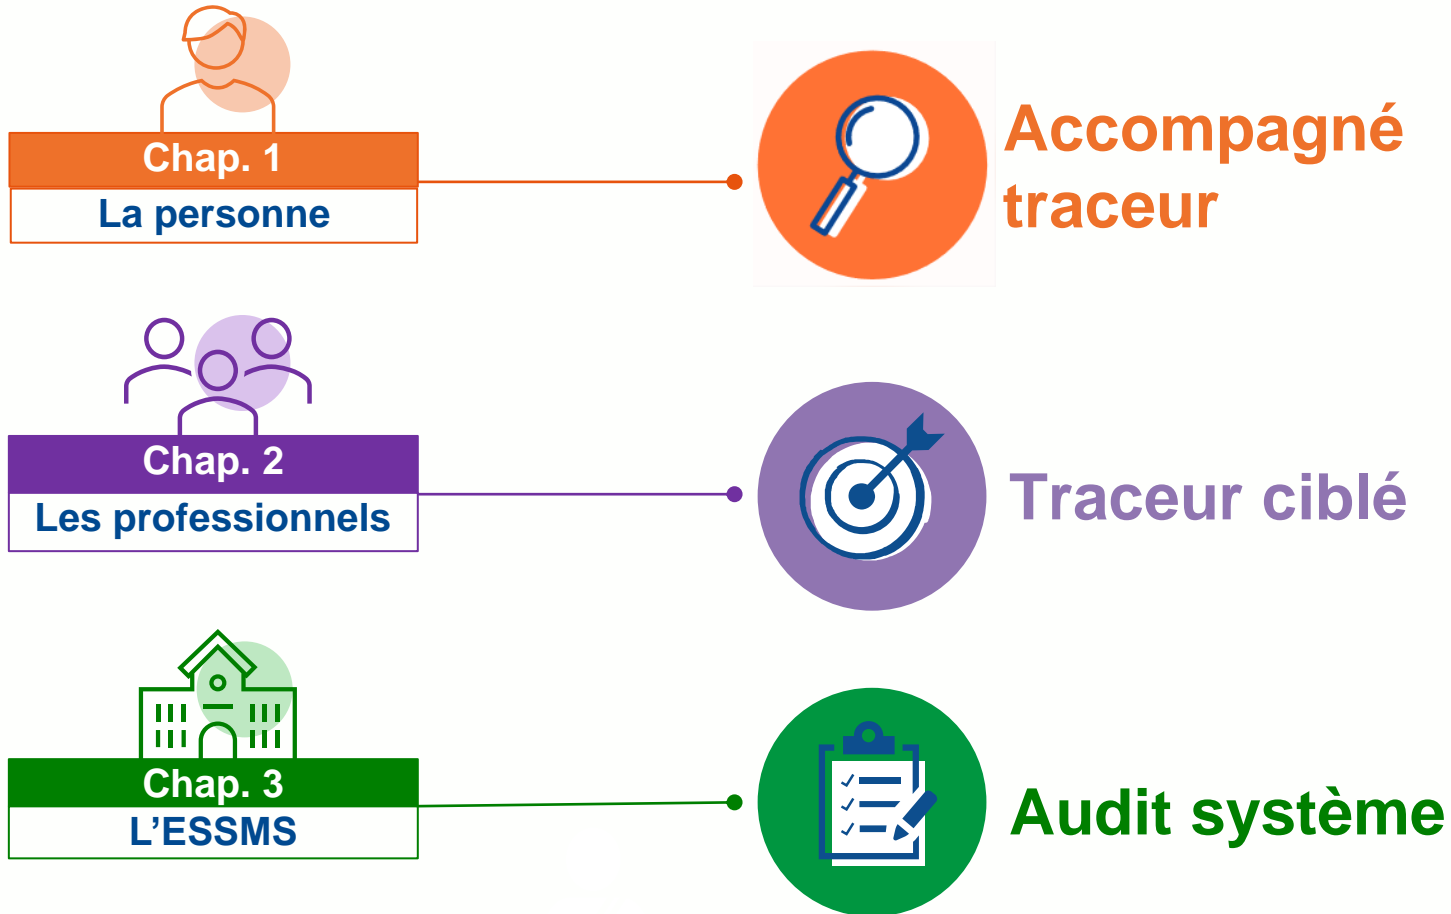 Chap. 1
La personne
Accompagné
traceur
Chap. 2
Les professionnels
Traceur ciblé
Chap. 3
L’ESSMS
Audit système